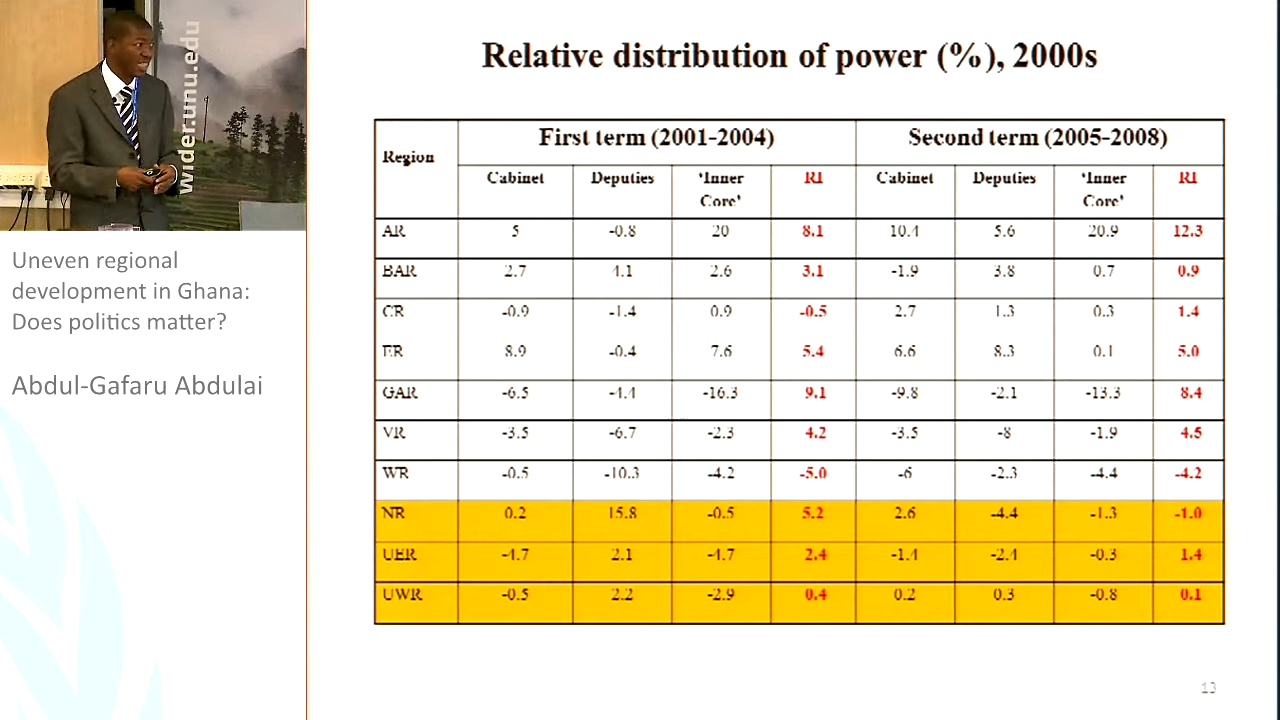 wider.unu.edu
Uneven regional
development in Ghana:
Does politics matter?
Abdul-Gafaru Abdulai
Relative distribution of power (%), 2000s
Region First term (2001-2004) Second term (2005-2008)
Cabinet Deputies 'Inner Core' RI Cabinet Deputies 'Inner Core' RI
AR 5 -0.8 20 8.1 10.4 5.6 20.9 12.3
BAR 2.7 4.1 2.6 3.1 -1.9 3.8 0.7 0.9
CR -0.9 -1.4 0.9 -0.5 2.7 1.3 0.3 1.4
ER 8.9 -0.4 7.6 5.4 6.6 8.3 0.1 5.0
GAR -6.5 -4.4 -16.3 9.1 -9.8 -2.1 -13.3 8.4
VR -3.5 -6.7 -2.3 4.2 -3.5 -8 -1.9 4.5
WR -0.5 -10.3 -4.2 -5.0 -6 -2.3 -4.4 -4.2
NR 0.2 15.8 -0.5 5.2 2.6 -4.4 -1.3 -1.0
UER -4.7 2.1 -4.7 2.4 -1.4 -2.4 -0.3 1.4
UWR -0.5 2.2 -2.9 0.4 0.2 0.3 -0.8 0.1
13